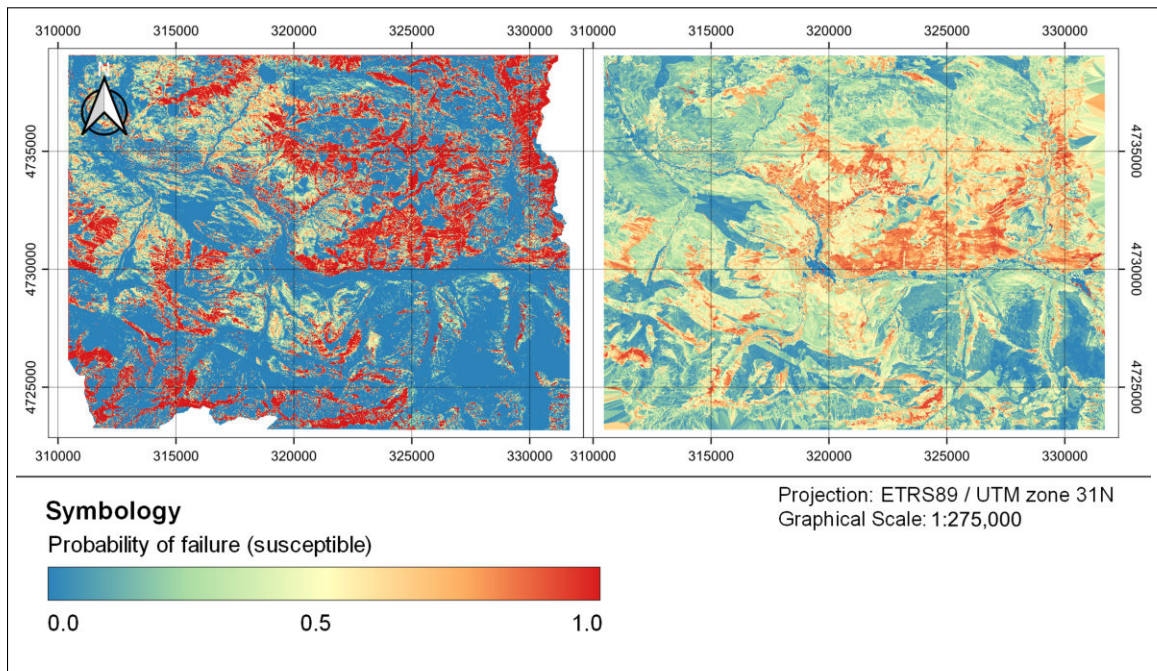 310000 315000 320000 325000 330000 310000 315000 320000 325000 330000
N
4735000 4735000
4730000 4730000
4725000 4725000
310000 315000 320000 325000 330000 310000 315000 320000 325000 330000
Symbology
Probability of failure (susceptible)
0.0 0.5 1.0
Projection: ETRS89 / UTM zone 31N
Graphical Scale: 1:275,000